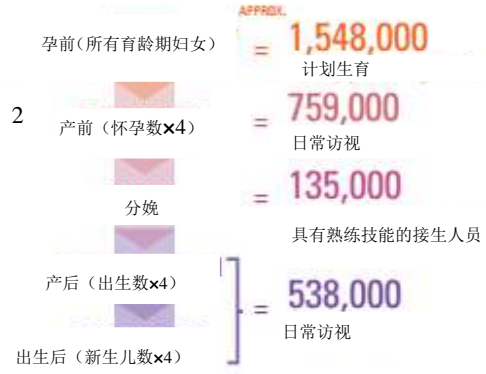 APPROX.
孕前(所有育龄期妇女) = 1,548,000
计划生育
2
产前（怀孕数×4） = 759,000
日常访视
分娩 = 135,000
具有熟练技能的接生人员
产后（出生数×4）
= 538,000
日常访视
出生后（新生儿数×4）